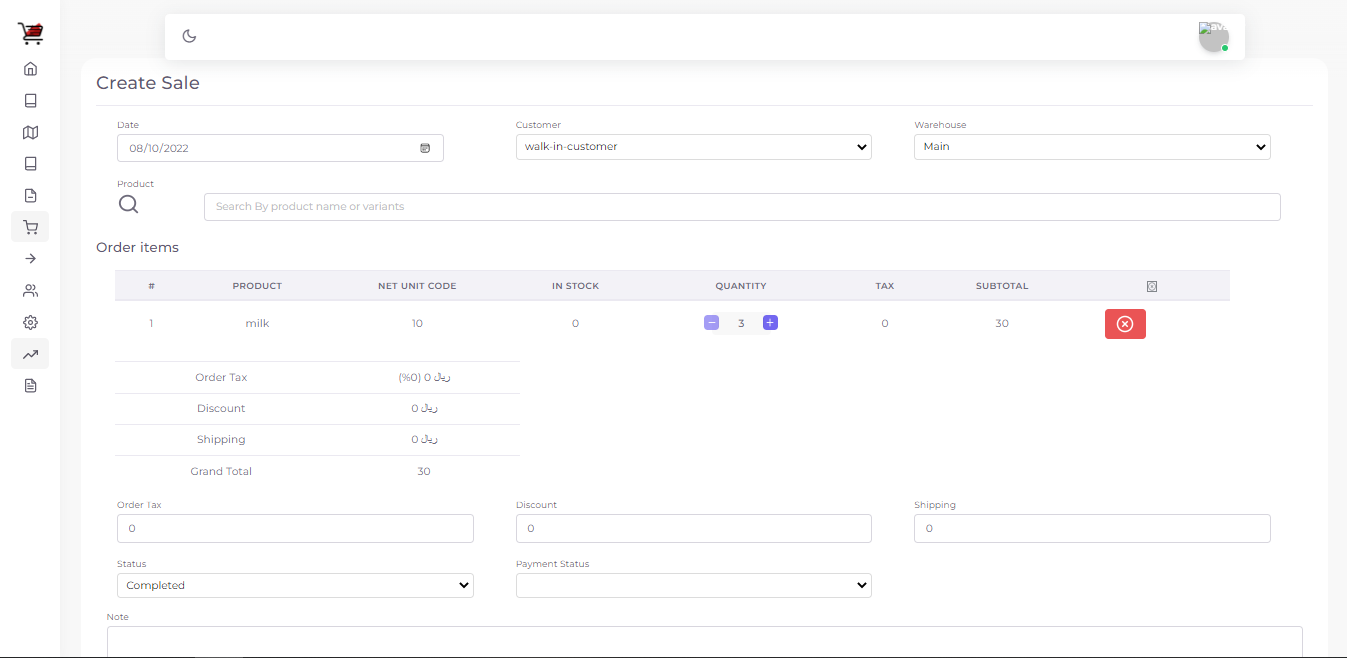 Create Sale
Date Customer Warehouse
08/10/2022 walk-in-customer Main
Product
Search By product name or variants
Order items
# PRODUCT NET UNIT CODE IN STOCK QUANTITY TAX SUBTOTAL
1 milk 10 0 − 3 + 0 30
Order Tax (%0) 0 ريال
Discount 0 ريال
Shipping 0 ريال
Grand Total 30
Order Tax Discount Shipping
0 0 0
Status Payment Status
Completed
Note